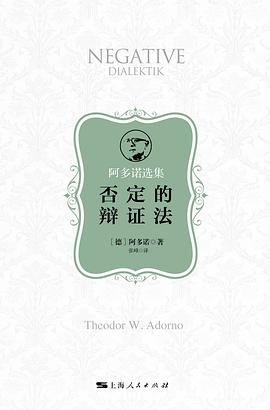 NEGATIVE
DIALEKTIK
阿多诺选集
否定的
辩证法
［德］阿多诺 著
张峰 译
Theodor W. Adorno
上海人民出版社